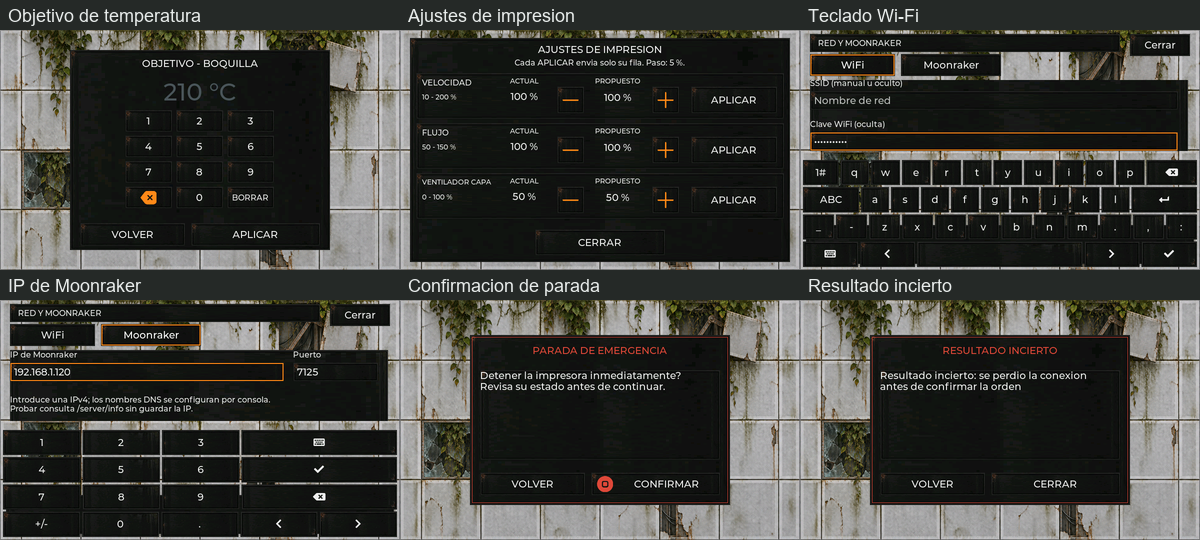 Objetivo de temperatura
OBJETIVO - BOQUILLA
210 °C
1 2 3
4 5 6
7 8 9
0 BORRAR
VOLVER APLICAR
Ajustes de impresion
AJUSTES DE IMPRESION
Cada APLICAR envia solo su fila. Paso: 5 %.
VELOCIDAD ACTUAL PROPUESTO
10 - 200 % 100 % — 100 % + APLICAR
FLUJO ACTUAL PROPUESTO
50 - 150 % 100 % — 100 % + APLICAR
VENTILADOR CAPA ACTUAL PROPUESTO
0 - 100 % 50 % — 50 % + APLICAR
CERRAR
Teclado Wi-Fi
RED Y MOONRAKER Cerrar
WiFi Moonraker
SSID (manual u oculto)
Nombre de red
Clave WiFi (oculta)
•••••••••••
1# q w e r t y u i o p
ABC a s d f g h j k l
_ - z x c v b n m . , :
IP de Moonraker
RED Y MOONRAKER Cerrar
WiFi Moonraker
IP de Moonraker Puerto
192.168.1.120 7125
Introduce una IPv4; los nombres DNS se configuran por consola.
Probar consulta /server/info sin guardar la IP.
1 2 3
4 5 6
7 8 9
+/- 0 .
Confirmacion de parada
PARADA DE EMERGENCIA
Detener la impresora inmediatamente?
Revisa su estado antes de continuar.
VOLVER CONFIRMAR
Resultado incierto
RESULTADO INCIERTO
Resultado incierto: se perdio la conexion
antes de confirmar la orden
VOLVER CERRAR